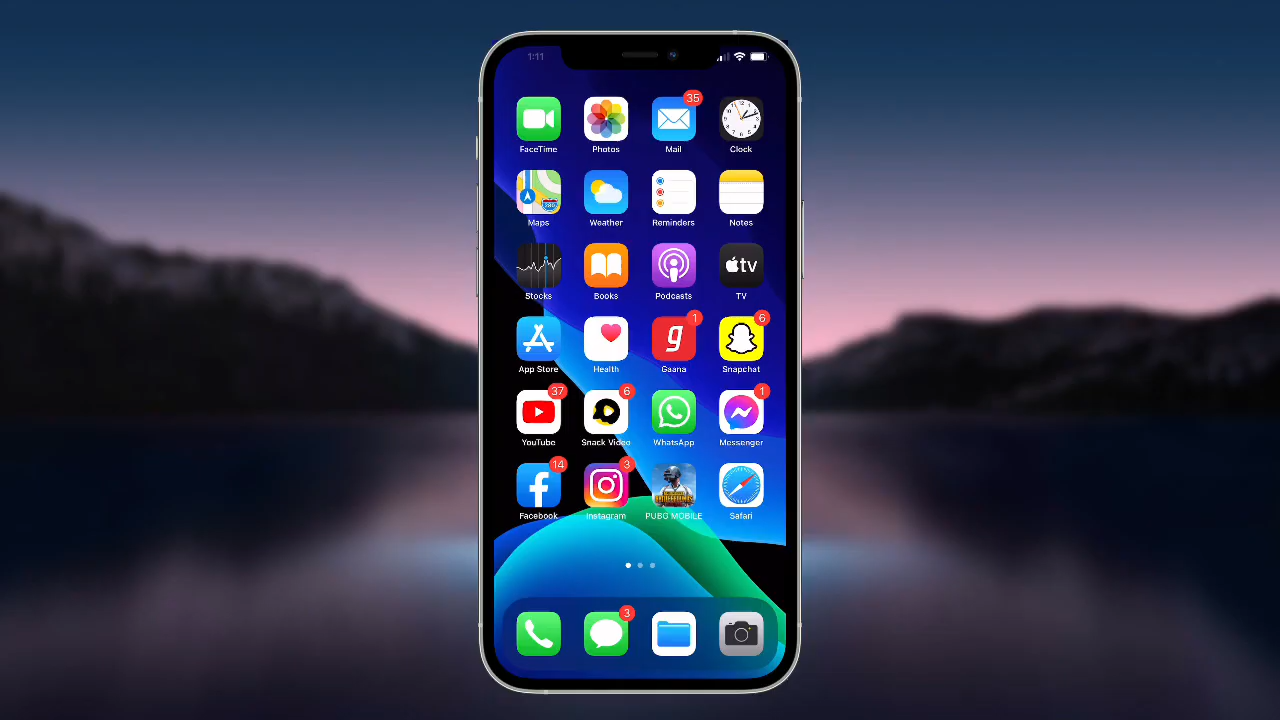 1:11
35
FaceTime Photos Mail Clock
280
Maps Weather Reminders Notes
tv
Stocks Books Podcasts TV
1 6
g
App Store Health Gaana Snapchat
37 6 1
YouTube Snack Video WhatsApp Messenger
14 3
Facebook Instagram PUBG MOBILE Safari
3